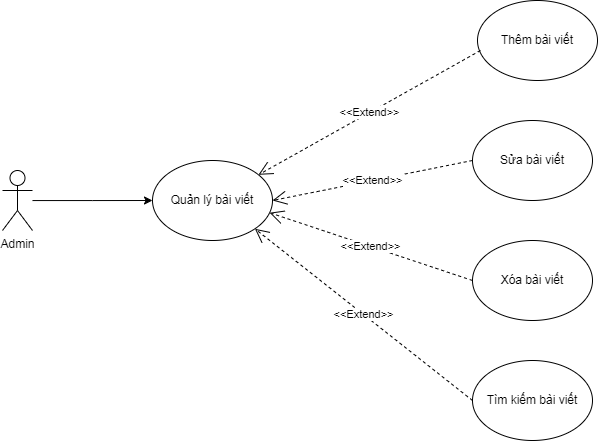 Thêm bài viết
<<Extend>>
Sửa bài viết
<<Extend>>
Quản lý bài viết
Admin
<<Extend>>
Xóa bài viết
<<Extend>>
Tìm kiếm bài viết